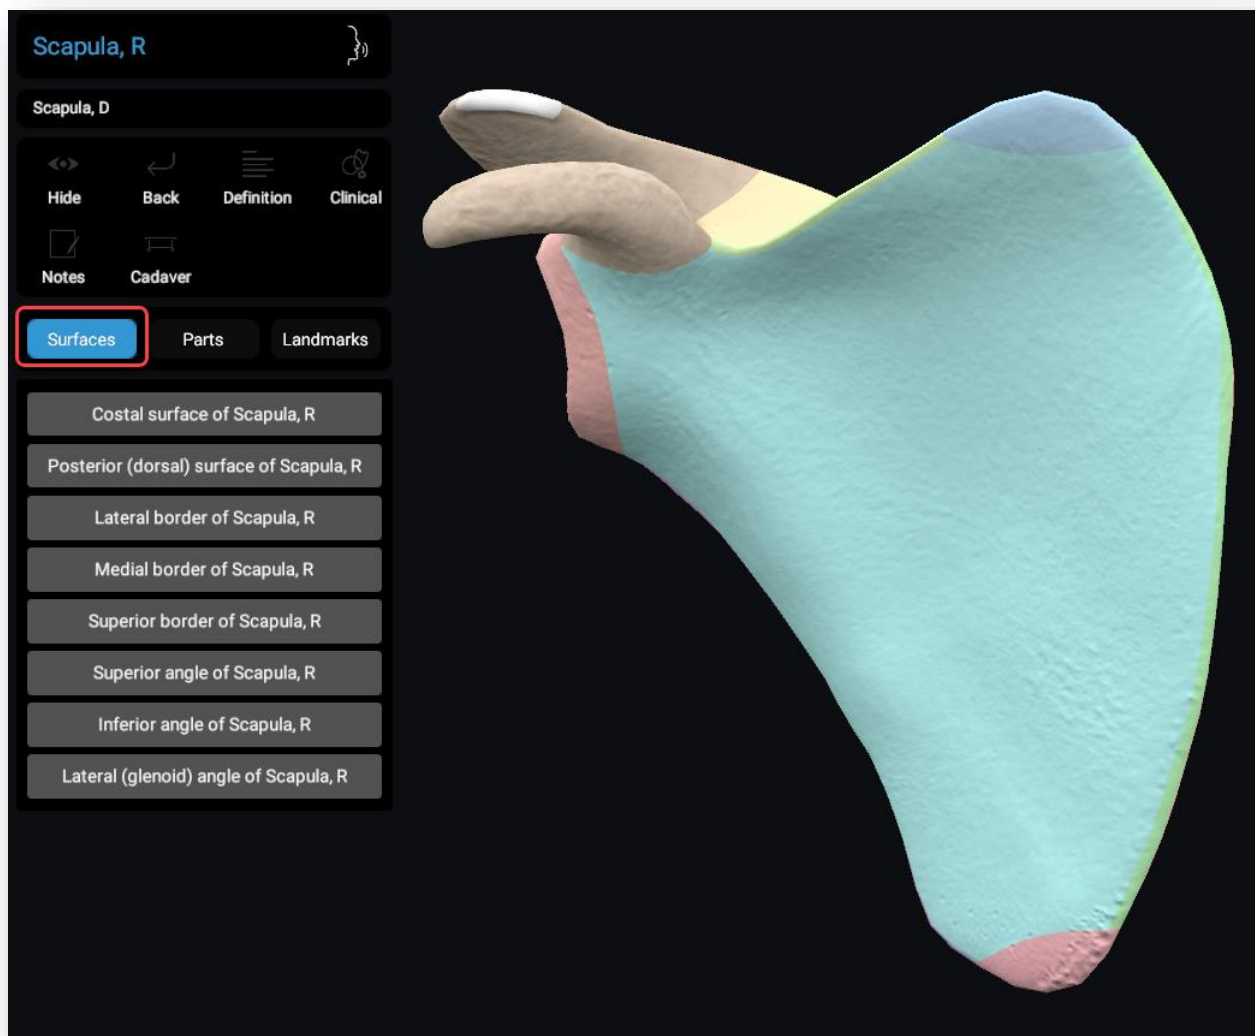 Scapula, R
Scapula, D
Hide Back Definition Clinical
Notes Cadaver
Surfaces Parts Landmarks
Costal surface of Scapula, R
Posterior (dorsal) surface of Scapula, R
Lateral border of Scapula, R
Medial border of Scapula, R
Superior border of Scapula, R
Superior angle of Scapula, R
Inferior angle of Scapula, R
Lateral (glenoid) angle of Scapula, R